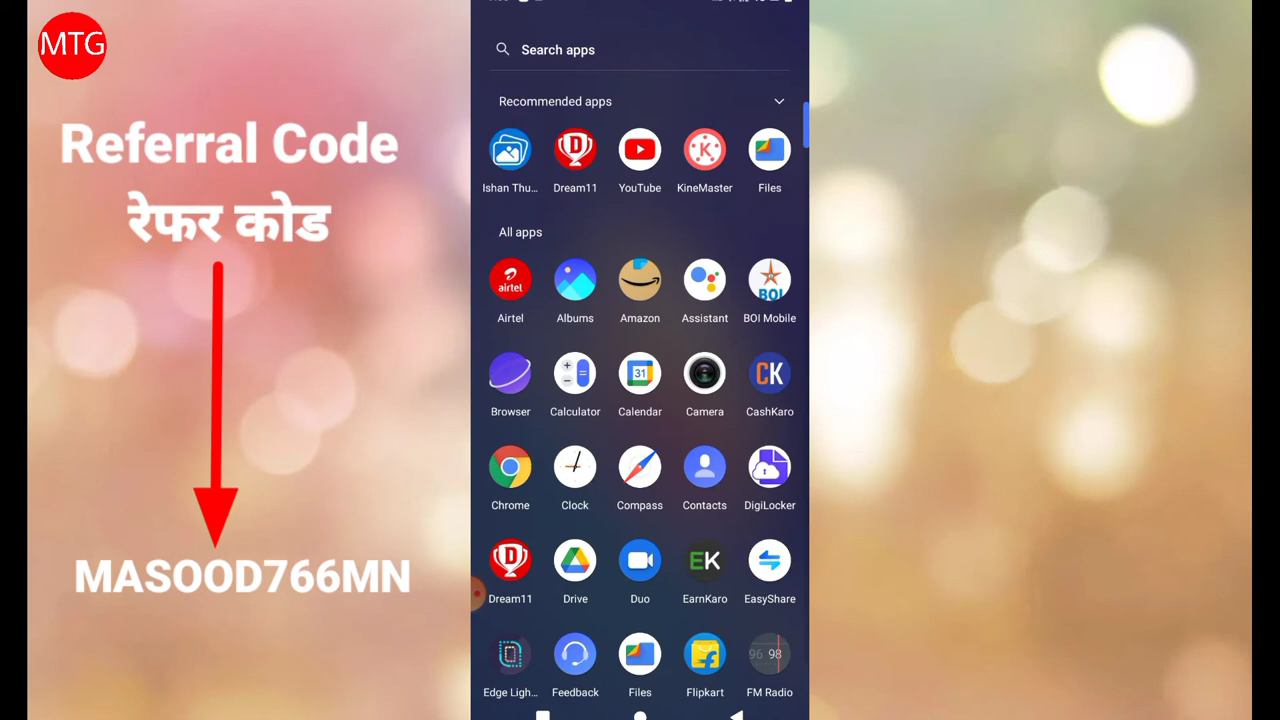 MTG
Referral Code
रेफर कोड
MASOOD766MN
Search apps
Recommended apps
Ishan Thu... Dream11 YouTube KineMaster Files
All apps
airtel BOI
Airtel Albums Amazon Assistant BOI Mobile
31 CK
Browser Calculator Calendar Camera CashKaro
Chrome Clock Compass Contacts DigiLocker
EK
Dream11 Drive Duo EarnKaro EasyShare
96 98
Edge Ligh... Feedback Files Flipkart FM Radio